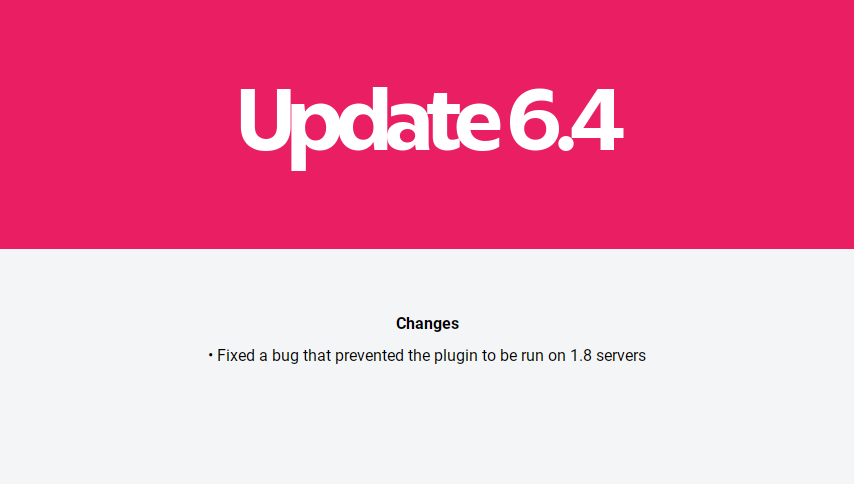 Update 6.4
Changes
• Fixed a bug that prevented the plugin to be run on 1.8 servers